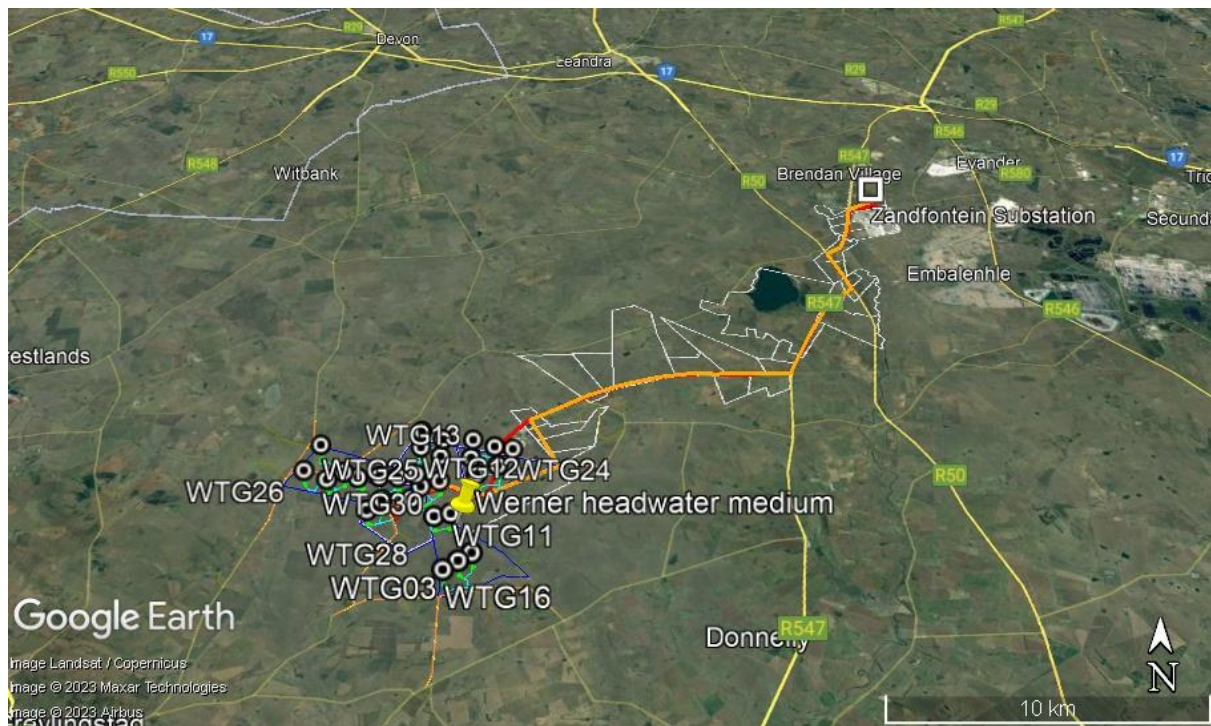 R29
R547
17
Devon
Leandra
17
R29
R550
R29
R546
R547
17
R548
Witbank
R50
Brendan Village
Evander
R580
Zandfontein Substation
Embalenhle
R547
R546
WTG13
WTG25
WTG12
WTG24
WTG26
WTG30
Werner headwater medium
R50
WTG11
WTG28
WTG03
WTG16
Donnelly
R547
Google Earth
Image Landsat / Copernicus
Image © 2023 Maxar Technologies
Image © 2023 Airbus
N
10 km